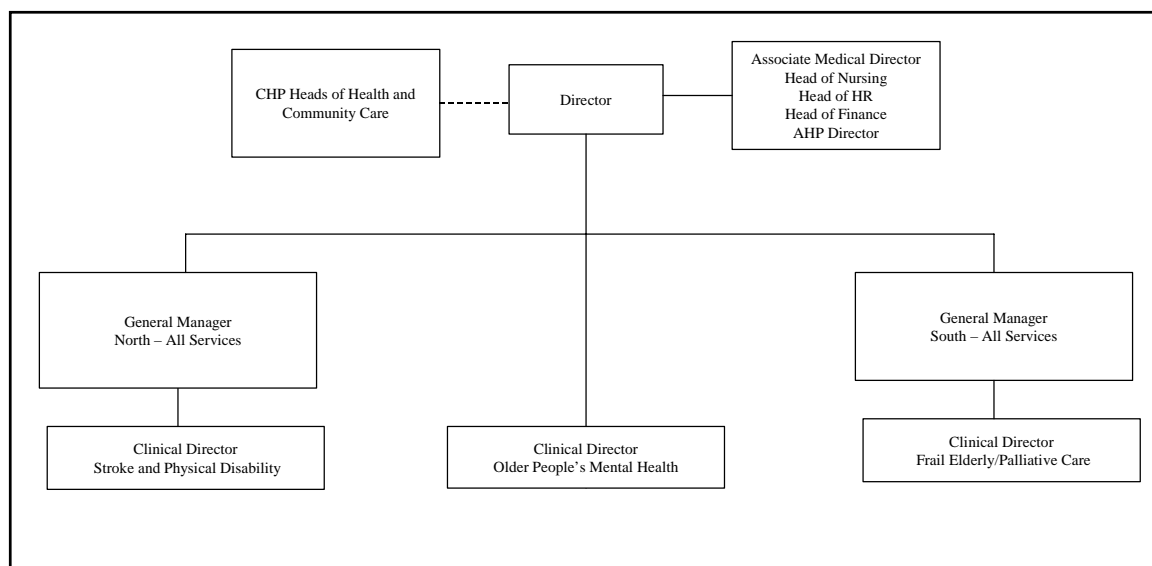 CHP Heads of Health and
Community Care
Director
Associate Medical Director
Head of Nursing
Head of HR
Head of Finance
AHP Director
General Manager
North – All Services
General Manager
South – All Services
Clinical Director
Stroke and Physical Disability
Clinical Director
Older People’s Mental Health
Clinical Director
Frail Elderly/Palliative Care